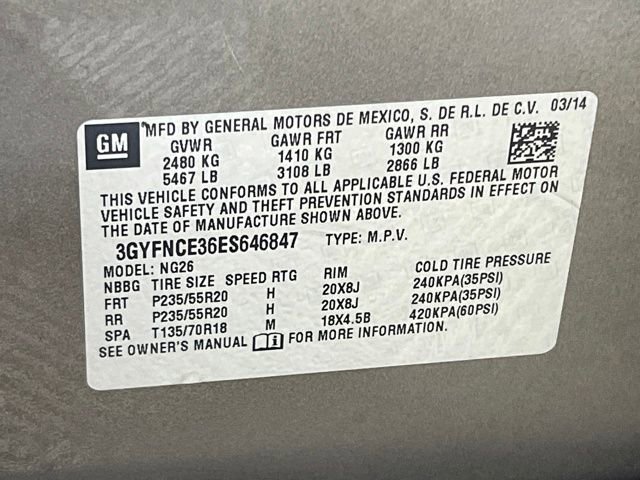 GM MFD BY GENERAL MOTORS DE MEXICO, S. DE R.L. DE C.V. 03/14
GVWR GAWR FRT GAWR RR
2480 KG 1410 KG 1300 KG
5467 LB 3108 LB 2866 LB
THIS VEHICLE CONFORMS TO ALL APPLICABLE U.S. FEDERAL MOTOR
VEHICLE SAFETY AND THEFT PREVENTION STANDARDS IN EFFECT ON
THE DATE OF MANUFACTURE SHOWN ABOVE.
3GYFNCE36ES646847 TYPE: M.P.V.
MODEL: NG26
NBBG TIRE SIZE SPEED RTG RIM COLD TIRE PRESSURE
FRT P235/55R20 H 20X8J 240KPA(35PSI)
RR P235/55R20 H 20X8J 240KPA(35PSI)
SPA T135/70R18 M 18X4.5B 420KPA(60PSI)
SEE OWNER'S MANUAL FOR MORE INFORMATION.